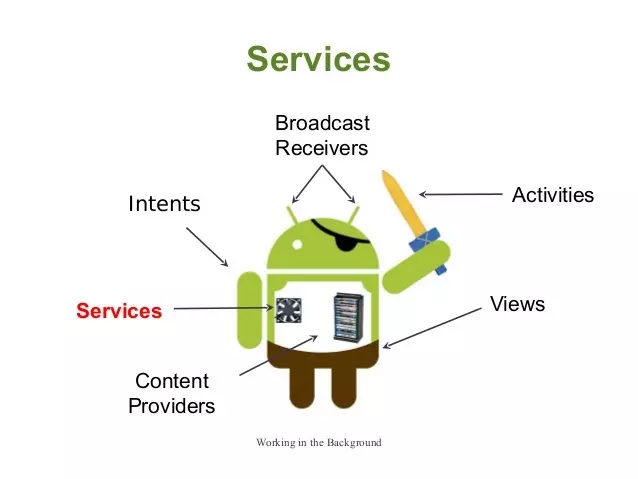 Services
Broadcast
Receivers
Activities
Intents
Services
Views
Content
Providers
Working in the Background